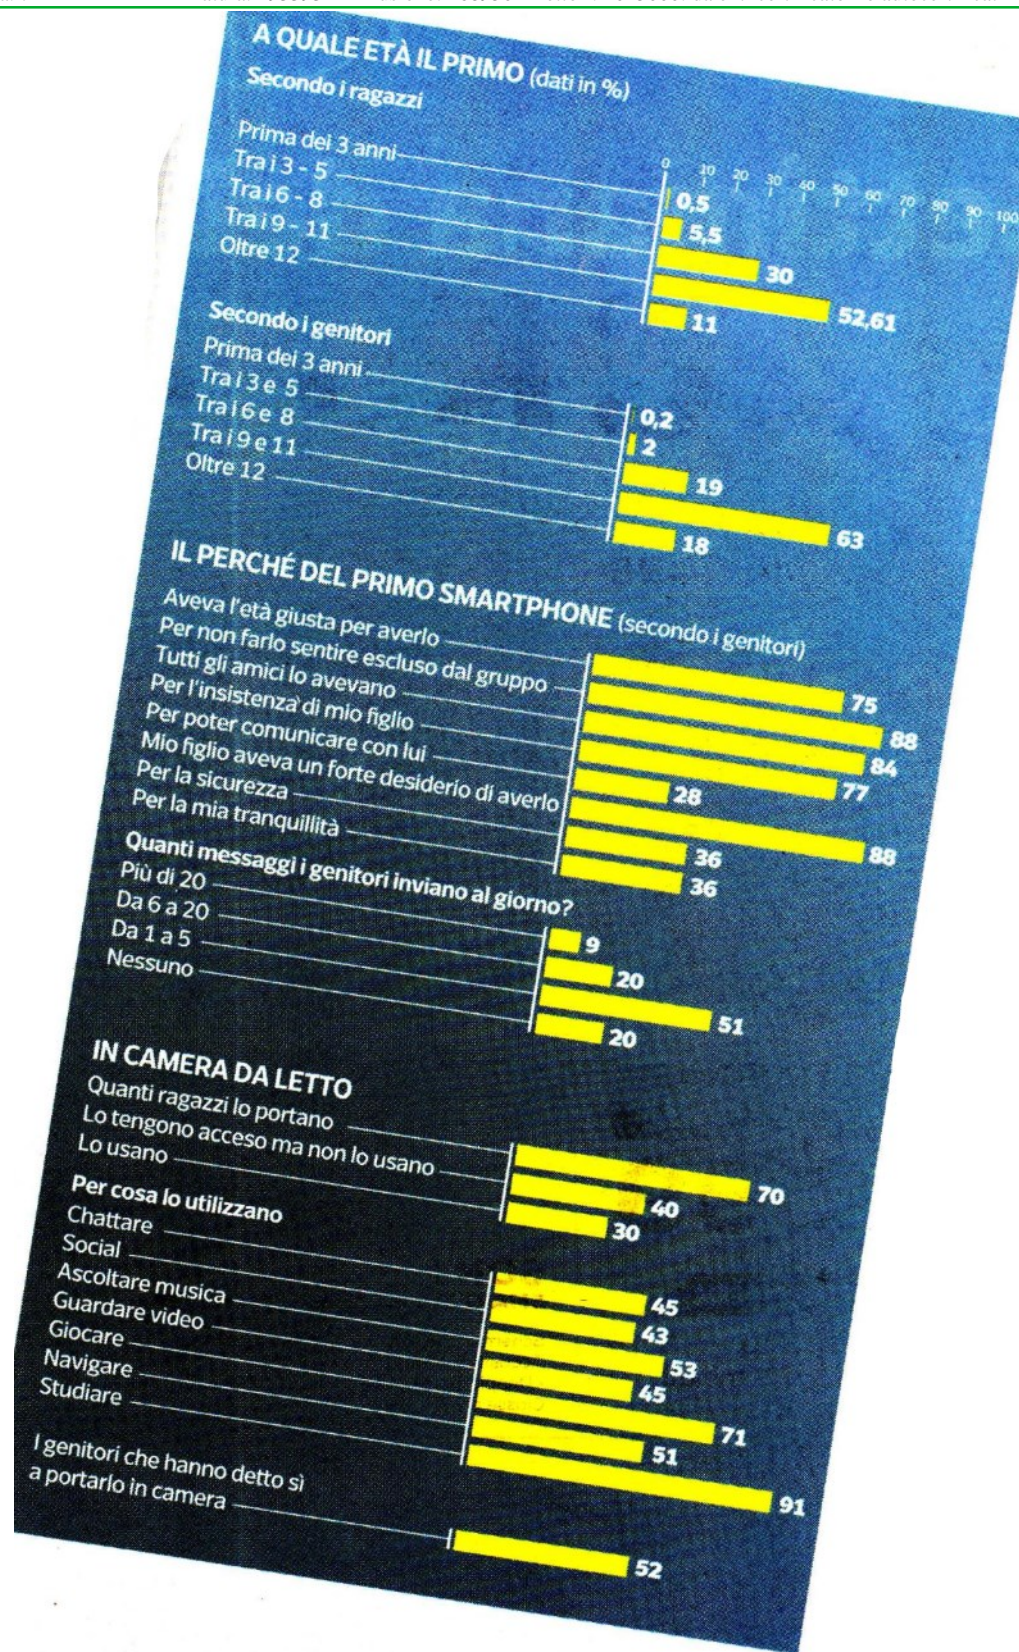 A QUALE ETÀ IL PRIMO (dati in %)
Secondo i ragazzi
0 10 20 30 40 50 60 70 80 90 100
Prima dei 3 anni 0,5
Tra i 3 - 5 5,5
Tra i 6 - 8 30
Tra i 9 - 11 52,61
Oltre 12 11
Secondo i genitori
Prima dei 3 anni 0,2
Tra i 3 e 5 2
Tra i 6 e 8 19
Tra i 9 e 11 63
Oltre 12 18
IL PERCHÉ DEL PRIMO SMARTPHONE (secondo i genitori)
Aveva l'età giusta per averlo 75
Per non farlo sentire escluso dal gruppo 88
Tutti gli amici lo avevano 84
Per l'insistenza di mio figlio 77
Per poter comunicare con lui 28
Mio figlio aveva un forte desiderio di averlo 88
Per la sicurezza 36
Per la mia tranquillità 36
Quanti messaggi i genitori inviano al giorno?
Più di 20 9
Da 6 a 20 20
Da 1 a 5 51
Nessuno 20
IN CAMERA DA LETTO
Quanti ragazzi lo portano 70
Lo tengono acceso ma non lo usano 40
Lo usano 30
Per cosa lo utilizzano
Chattare 45
Social 43
Ascoltare musica 53
Guardare video 45
Giocare 71
Navigare 51
Studiare 91
I genitori che hanno detto sì
a portarlo in camera 52